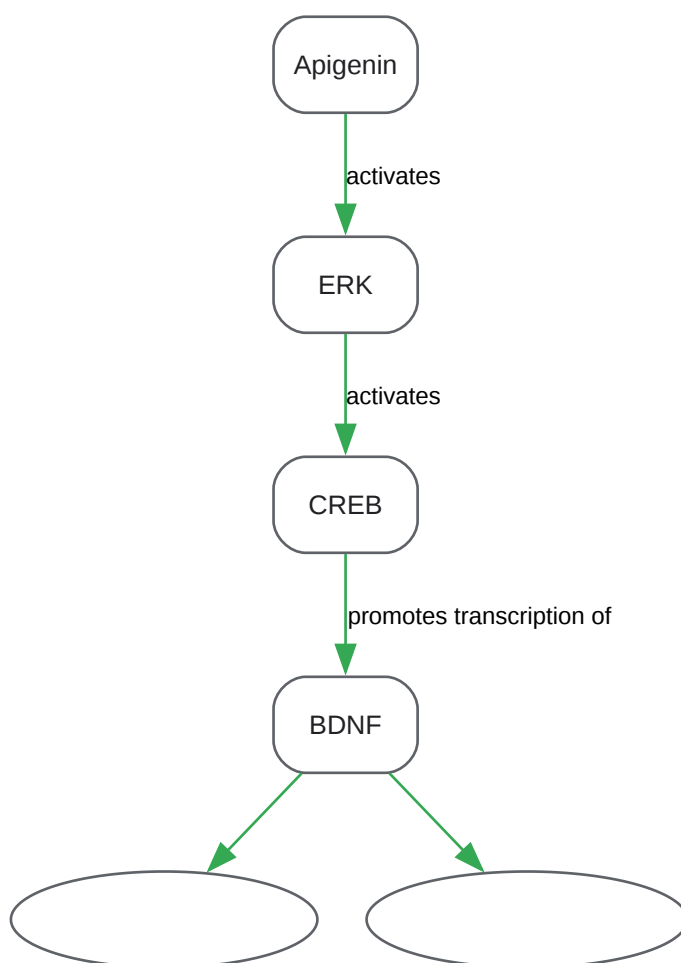 Apigenin
activates
ERK
activates
CREB
promotes transcription of
BDNF